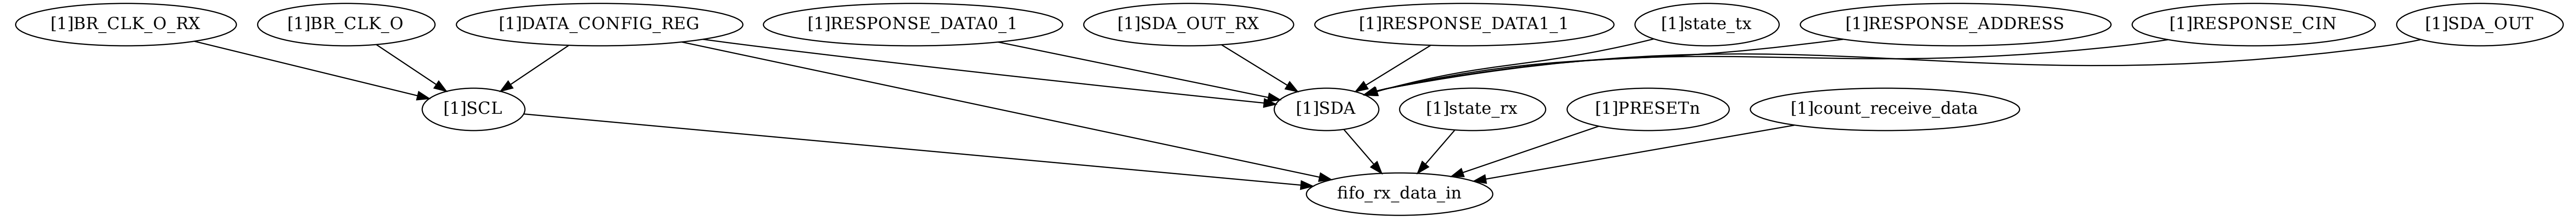 [1]BR_CLK_O_RX
[1]BR_CLK_O
[1]DATA_CONFIG_REG
[1]RESPONSE_DATA0_1
[1]SDA_OUT_RX
[1]RESPONSE_DATA1_1
[1]state_tx
[1]RESPONSE_ADDRESS
[1]RESPONSE_CIN
[1]SDA_OUT
[1]SCL
[1]SDA
[1]state_rx
[1]PRESETn
[1]count_receive_data
fifo_rx_data_in